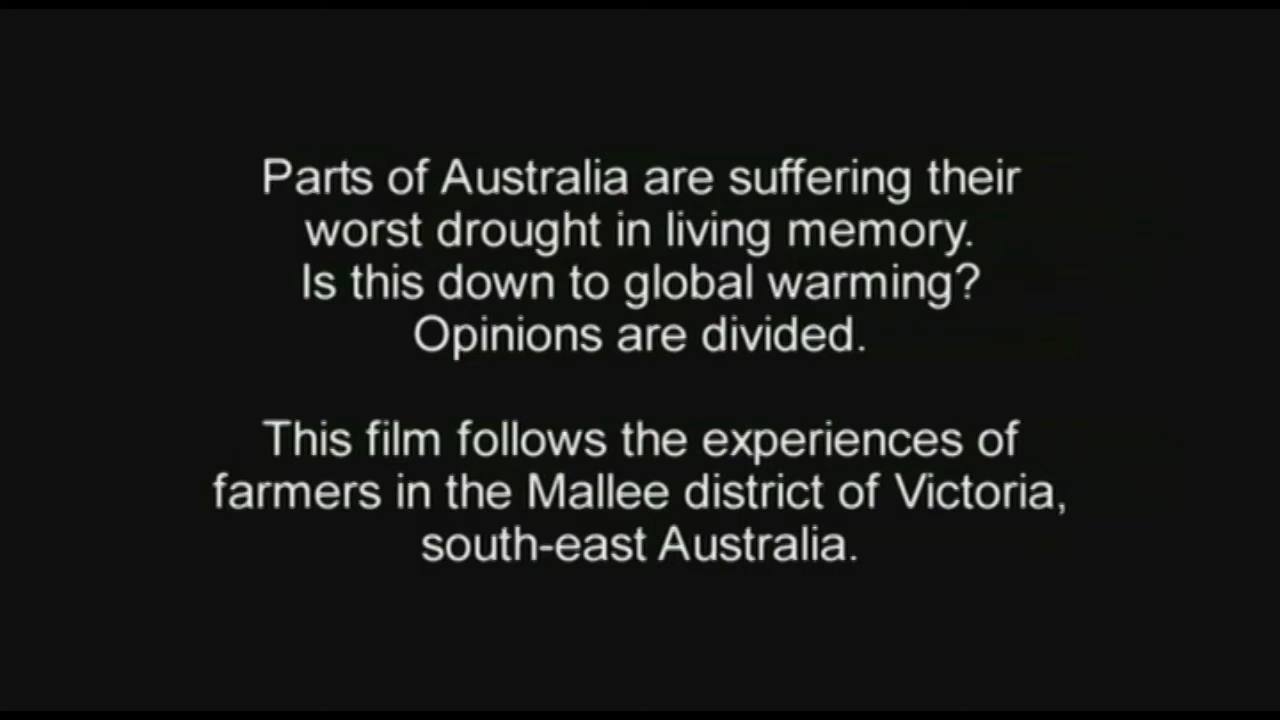 Parts of Australia are suffering their
worst drought in living memory.
Is this down to global warming?
Opinions are divided.
This film follows the experiences of
farmers in the Mallee district of Victoria,
south-east Australia.